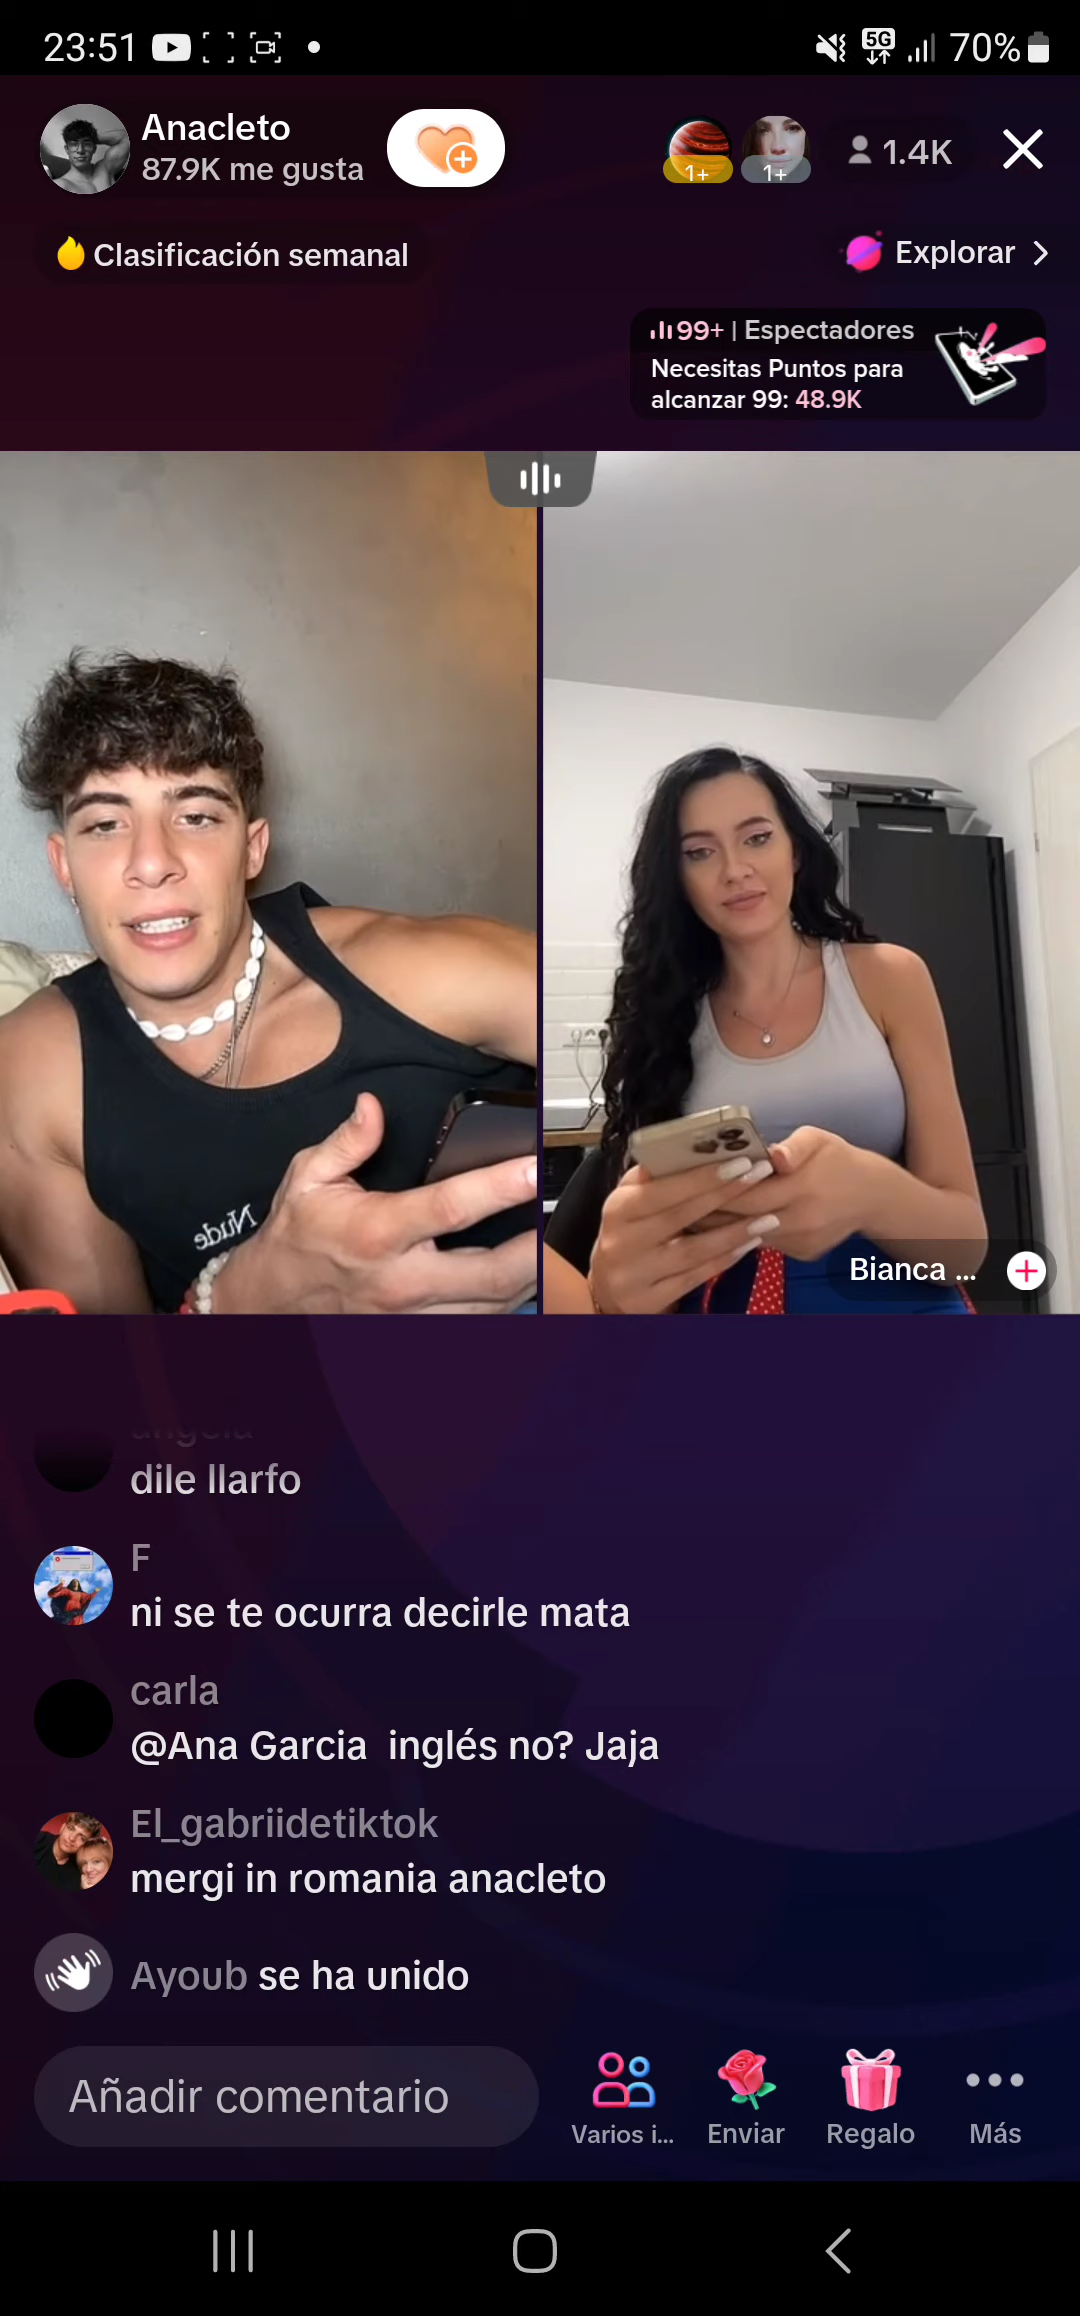 23:51
5G
70%
Anacleto
87.9K me gusta
1+
1+
1.4K
Clasificación semanal
Explorar
99+ | Espectadores
Necesitas Puntos para
alcanzar 99: 48.9K
Nude
Bianca ...
angela
dile llarfo
F
ni se te ocurra decirle mata
carla
@Ana Garcia inglés no? Jaja
El_gabriidetiktok
mergi in romania anacleto
Ayoub se ha unido
Añadir comentario
Varios i...
Enviar
Regalo
Más